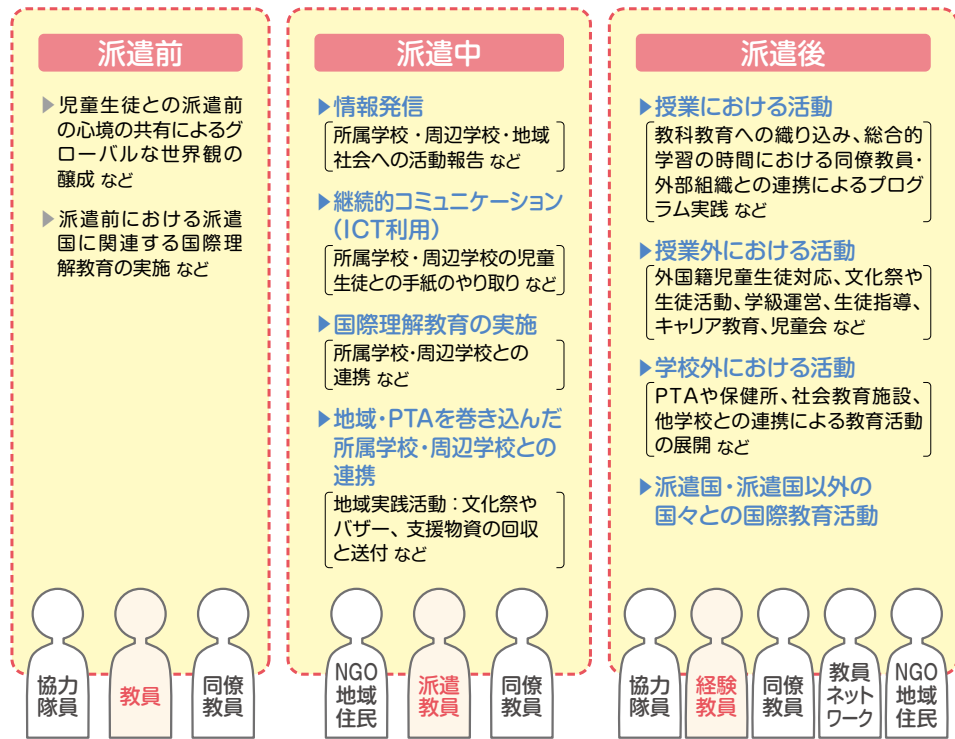 派遣前
▶児童生徒との派遣前
の心境の共有によるグ
ローバルな世界観の
醸成 など
▶派遣前における派遣
国に関連する国際理
解教育の実施 など
協力
隊員
教員
同僚
教員
派遣中
▶情報発信
所属学校・周辺学校・地域
社会への活動報告 など
▶継続的コミュニケーション
(ICT利用)
所属学校・周辺学校の児童
生徒との手紙のやり取り など
▶国際理解教育の実施
所属学校・周辺学校との
連携 など
▶地域・PTAを巻き込んだ
所属学校・周辺学校との
連携
地域実践活動：文化祭や
バザー、支援物資の回収
と送付 など
NGO
地域
住民
派遣
教員
同僚
教員
派遣後
▶授業における活動
教科教育への織り込み、総合的
学習の時間における同僚教員・
外部組織との連携によるプログ
ラム実践 など
▶授業外における活動
外国籍児童生徒対応、文化祭や
生徒活動、学級運営、生徒指導、
キャリア教育、児童会 など
▶学校外における活動
PTAや保健所、社会教育施設、
他学校との連携による教育活動
の展開 など
▶派遣国・派遣国以外の
国々との国際教育活動
協力
隊員
経験
教員
同僚
教員
教員
ネット
ワーク
NGO
地域
住民